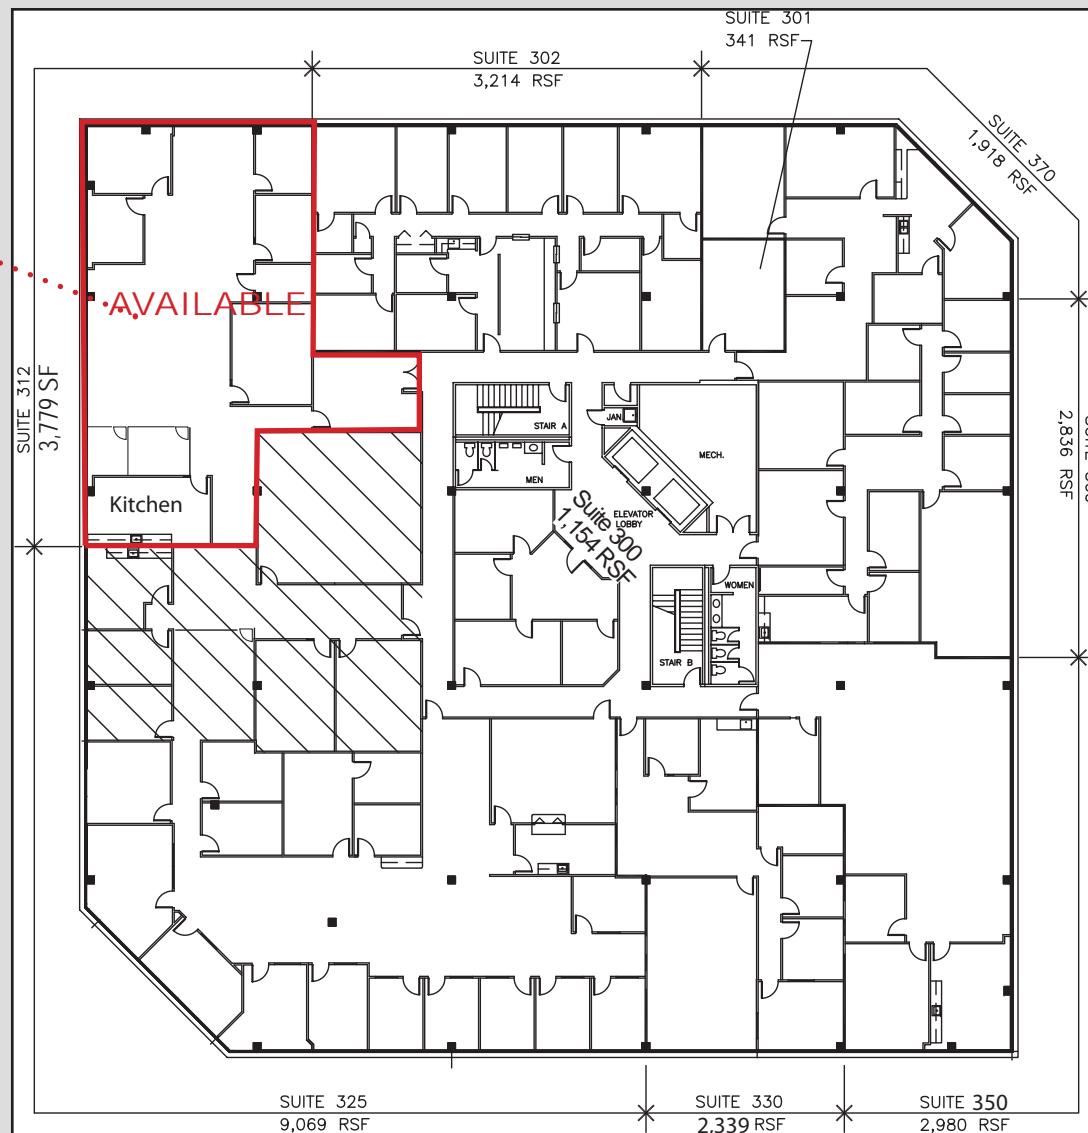 SUITE 301
341 RSF
SUITE 302
3,214 RSF
SUITE 370
1,918 RSF
AVAILABLE
SUITE 312
3,779 SF
Kitchen
STAIR A
JAN
MECH.
MEN
ELEVATOR
LOBBY
Suite 300
1,154 RSF
WOMEN
STAIR B
2,836 RSF
SUITE 325
9,069 RSF
SUITE 330
2,339 RSF
SUITE 350
2,980 RSF